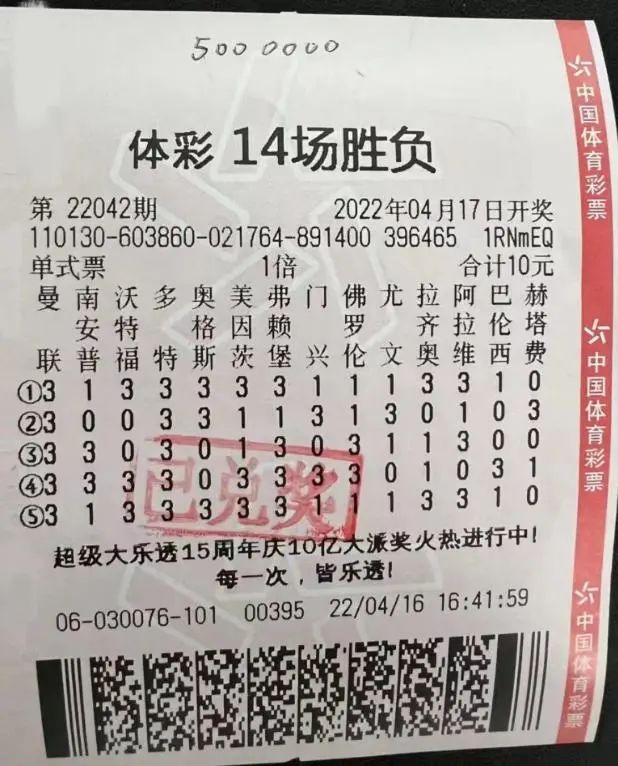 5000000
体彩 14场胜负
第 22042期 2022年04月17日开奖
110130-603860-021764-891400 396465 1RNmEQ
单式票 1倍 合计10元
曼 南 沃 多 奥 美 弗 门 佛 尤 拉 阿 巴 赫
安 特 格 因 赖 罗 齐 拉 伦 塔
联 普 福 特 斯 茨 堡 兴 伦 文 奥 维 西 费
①3 1 3 3 3 3 3 1 1 1 3 3 1 0
②3 0 0 3 3 1 1 3 1 3 0 1 0 3
③3 3 0 3 0 1 3 0 3 1 1 3 0 0
④3 3 3 3 0 3 3 3 3 0 1 0 3 1
⑤3 1 3 3 3 3 3 1 1 1 3 3 1 0
已兑奖
超级大乐透15周年庆10亿大派奖火热进行中!
每一次，皆乐透!
06-030076-101 00395 22/04/16 16:41:59
中国体育彩票
中国体育彩票
中国体育彩票